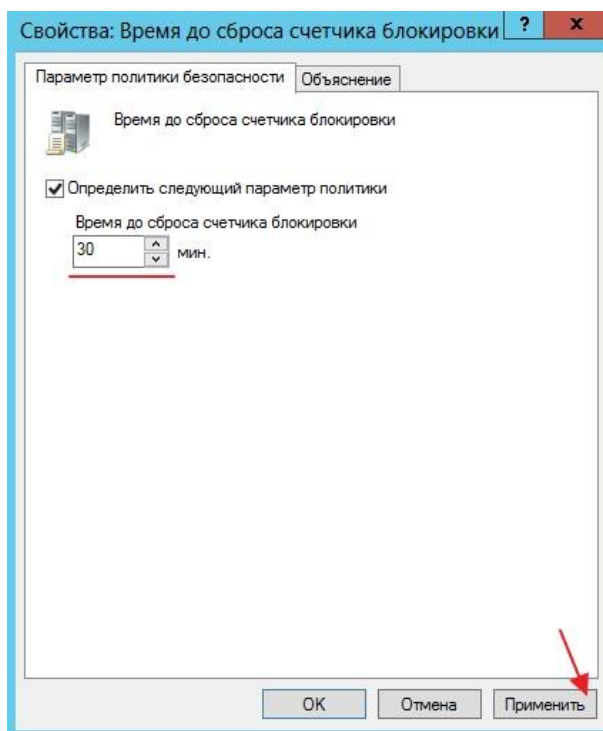 Свойства: Время до сброса счетчика блокировки ? x
Параметр политики безопасности Объяснение
Время до сброса счетчика блокировки
Определить следующий параметр политики
Время до сброса счетчика блокировки
30 мин.
OK Отмена Применить